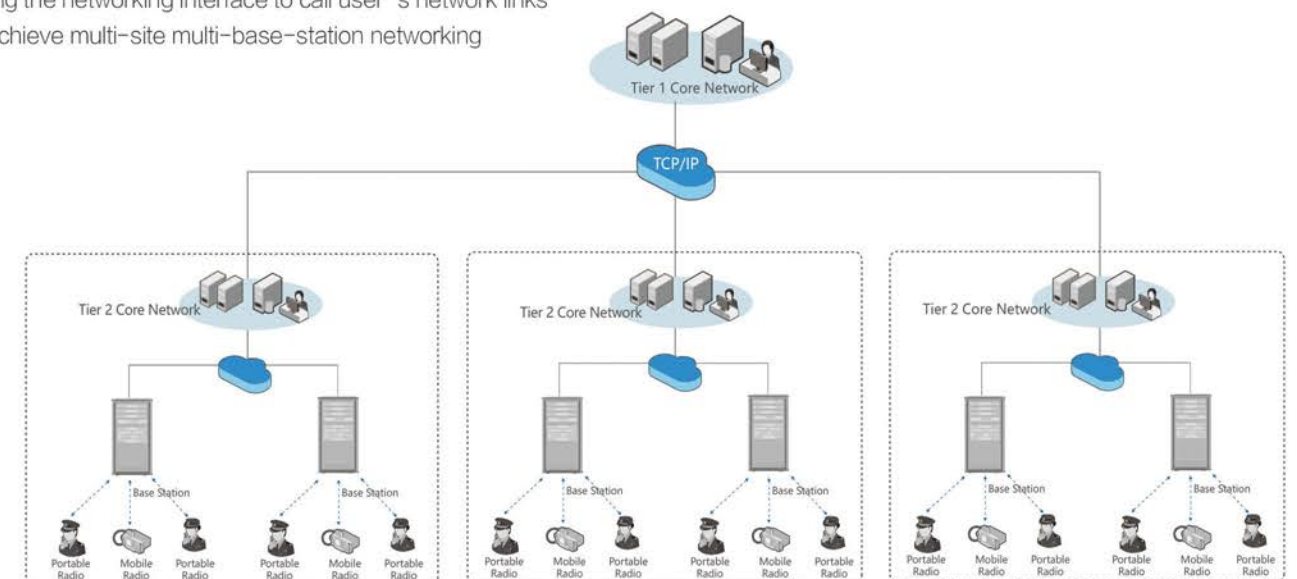 ng the networking interface to call user' s network links
chieve multi-site multi-base-station networking
Tier 1 Core Network
TCP/IP
Tier 2 Core Network
Tier 2 Core Network
Tier 2 Core Network
Base Station
Base Station
Base Station
Base Station
Base Station
Base Station
Portable Radio
Mobile Radio
Portable Radio
Portable Radio
Mobile Radio
Portable Radio
Portable Radio
Mobile Radio
Portable Radio
Portable Radio
Mobile Radio
Portable Radio
Portable Radio
Mobile Radio
Portable Radio
Portable Radio
Mobile Radio
Portable Radio